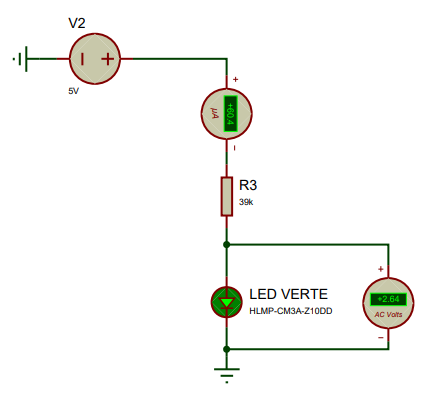 V2
5V
+
+60.4
µA
R3
39k
LED VERTE
HLMP-CM3A-Z10DD
+
+2.64
AC Volts